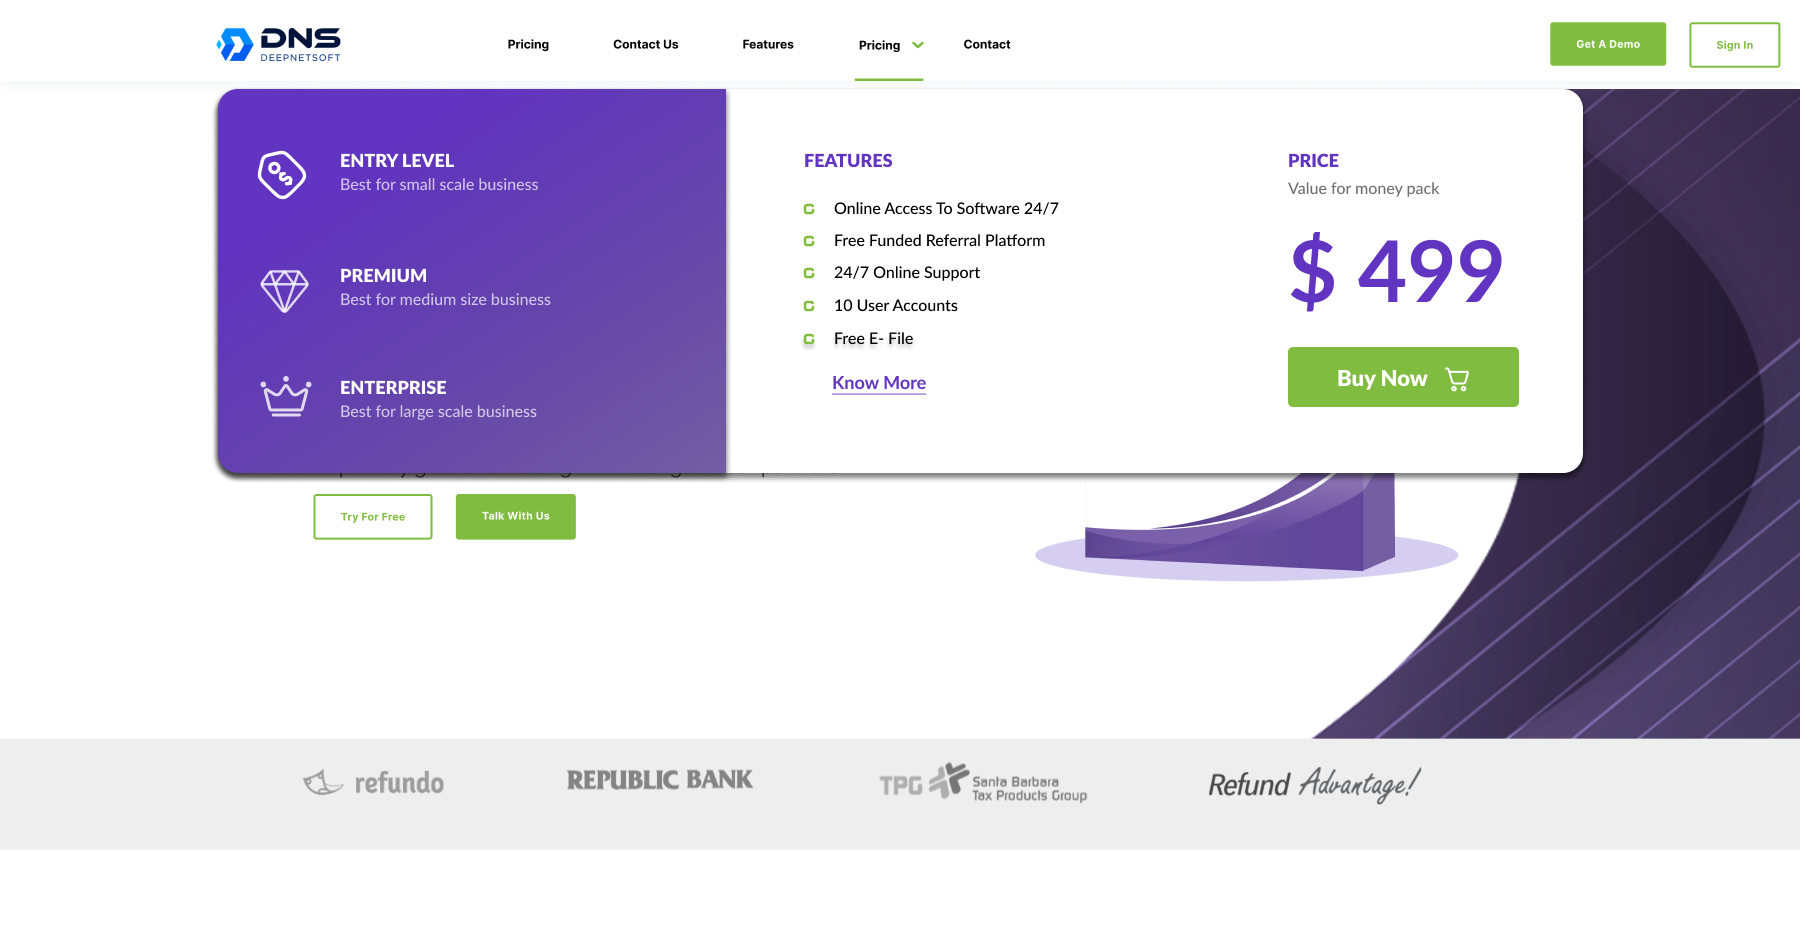 DNS
DEEPNETSOFT
Pricing
Contact Us
Features
Pricing
Contact
Get A Demo
Sign In
ENTRY LEVEL
Best for small scale business
PREMIUM
Best for medium size business
ENTERPRISE
Best for large scale business
FEATURES
Online Access To Software 24/7
Free Funded Referral Platform
24/7 Online Support
10 User Accounts
Free E- File
Know More
PRICE
Value for money pack
$ 499
Buy Now
Try For Free
Talk With Us
refundo
REPUBLIC BANK
TPG
Santa Barbara
Tax Products Group
Refund Advantage!